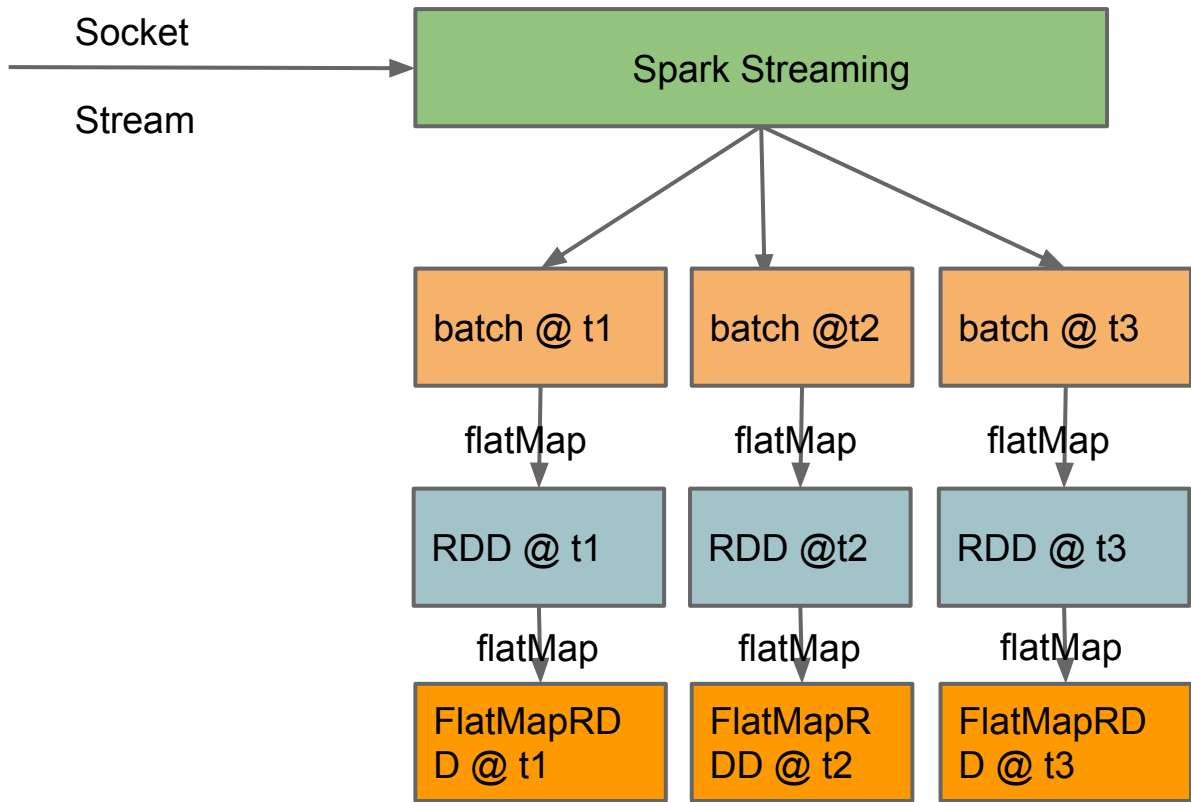 Socket
Stream
Spark Streaming
batch @ t1
batch @t2
batch @ t3
flatMap
flatMap
flatMap
RDD @ t1
RDD @t2
RDD @ t3
flatMap
flatMap
flatMap
FlatMapRD
D @ t1
FlatMapR
DD @ t2
FlatMapRD
D @ t3